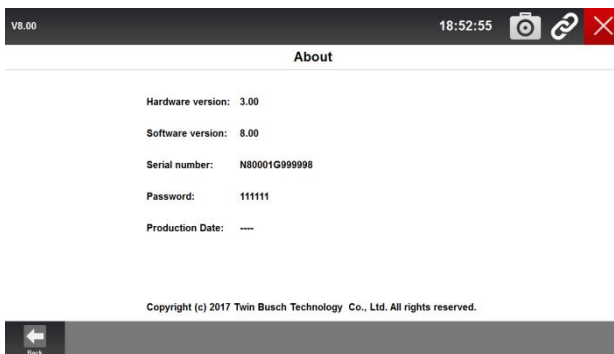 V8.00 18:52:55
About
Hardware version: 3.00
Software version: 8.00
Serial number: N80001G999998
Password: 111111
Production Date: ----
Copyright (c) 2017 Twin Busch Technology Co., Ltd. All rights reserved.
Back